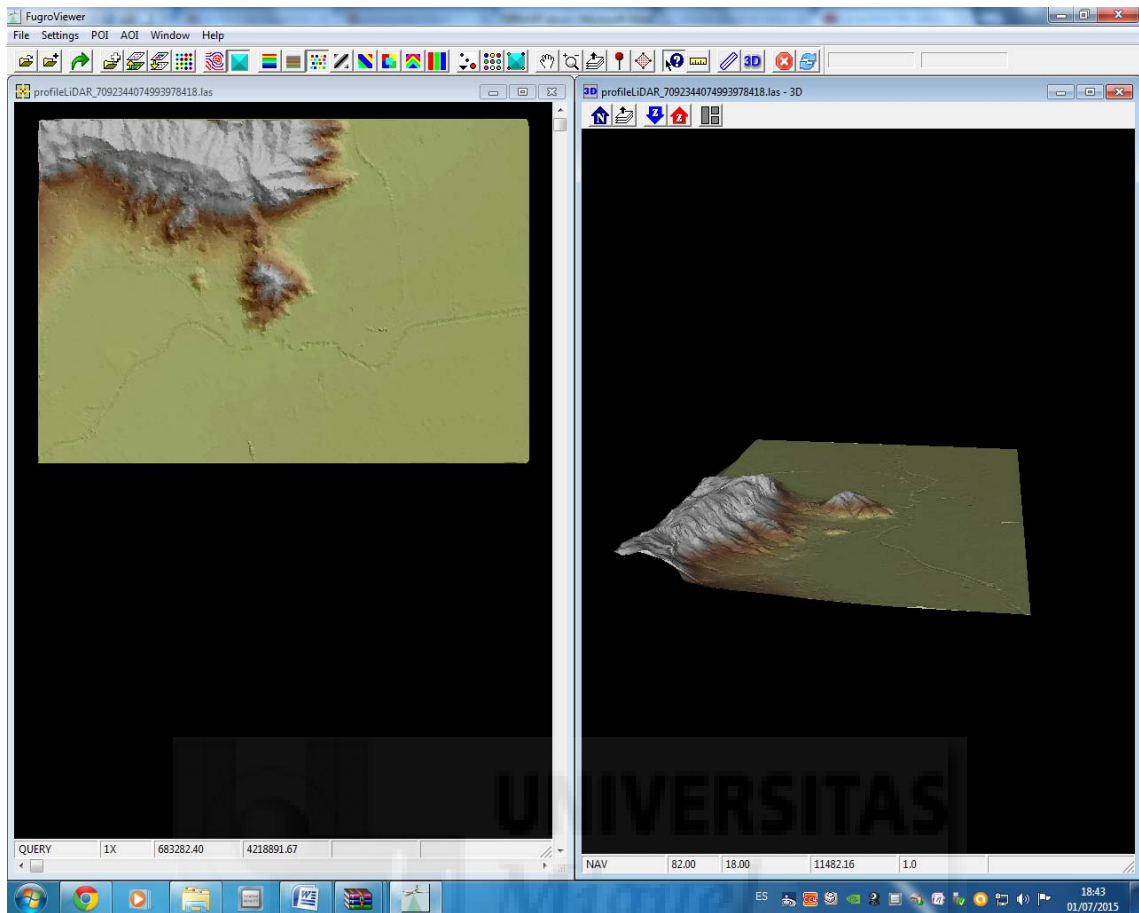 FugroViewer
File Settings POI AOI Window Help
3D
profileLiDAR_7092344074993978418.las
3D profileLiDAR_7092344074993978418.las - 3D
N Z Z
UNIVERSITAS
QUERY 1X 683282.40 4218891.67
NAV 82.00 18.00 11482.16 1.0
ES
18:43
01/07/2015